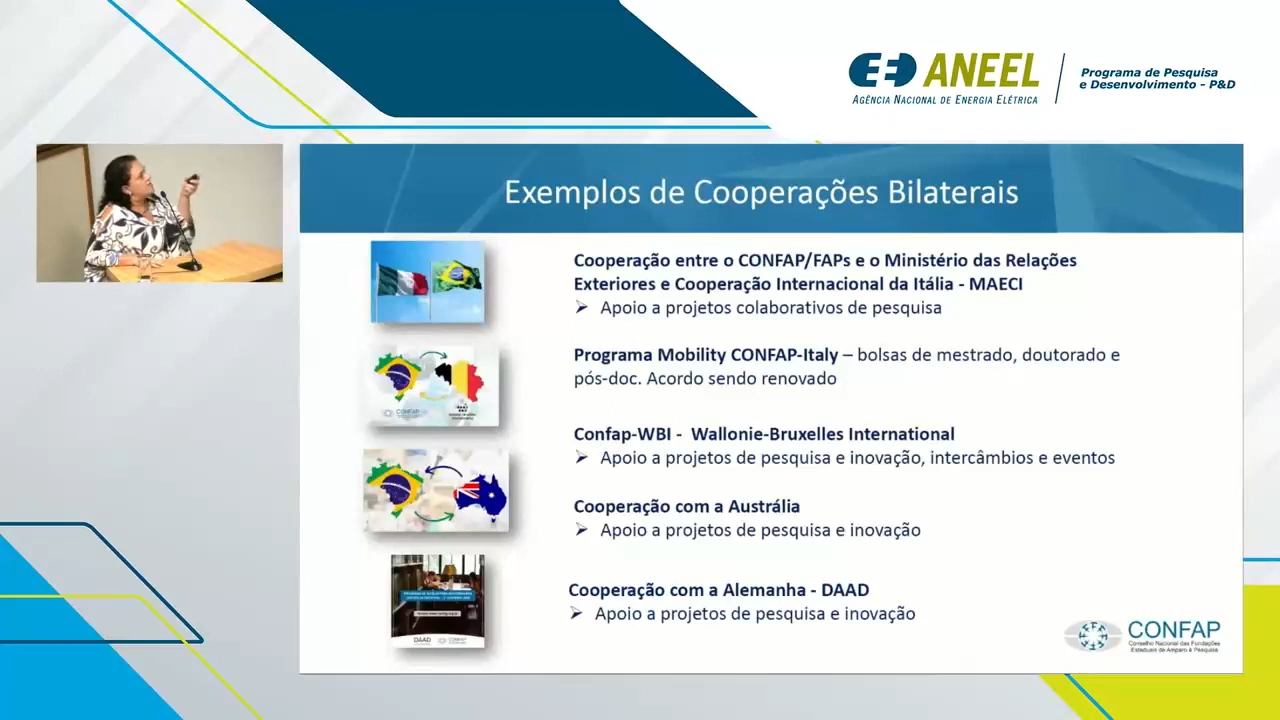 ANEEL
AGÊNCIA NACIONAL DE ENERGIA ELÉTRICA
Programa de Pesquisa
e Desenvolvimento - P&D
Exemplos de Cooperações Bilaterais
Cooperação entre o CONFAP/FAPs e o Ministério das Relações
Exteriores e Cooperação Internacional da Itália - MAECI
➢ Apoio a projetos colaborativos de pesquisa
Programa Mobility CONFAP-Italy – bolsas de mestrado, doutorado e
pós-doc. Acordo sendo renovado
CONFAP
Confap-WBI - Wallonie-Bruxelles International
➢ Apoio a projetos de pesquisa e inovação, intercâmbios e eventos
Cooperação com a Austrália
➢ Apoio a projetos de pesquisa e inovação
Cooperação com a Alemanha - DAAD
➢ Apoio a projetos de pesquisa e inovação
DAAD
CONFAP
CONFAP
Conselho Nacional das Fundações
Estaduais de Amparo à Pesquisa